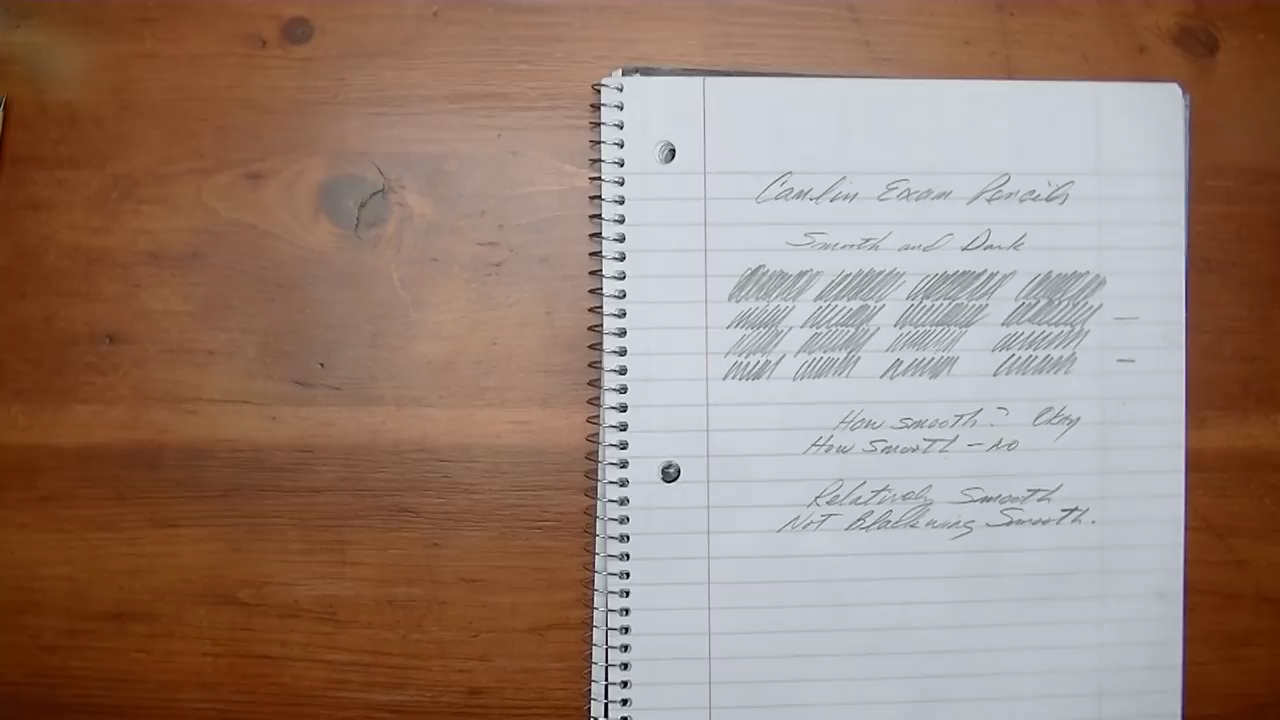 Camlin Exam Pencils
Smooth and Dark
How smooth? Okay
How Smooth - NO
Relatively Smooth
Not Blackwing Smooth.